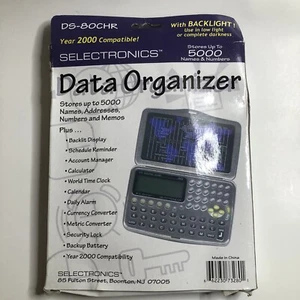 DS-80CHR
With BACKLIGHT!
Use in low light
or complete darkness
Year 2000 Compatible!
SELECTRONICS™
Stores Up To
5000
Names & Numbers
Data Organizer
Stores up to 5000
Names, Addresses,
Numbers and Memos
Plus ...
• Backlit Display
• Schedule Reminder
• Account Manager
• Calculator
• World Time Clock
• Calendar
• Daily Alarm
• Currency Converter
• Metric Converter
• Security Lock
• Backup Battery
• Year 2000 Compatibility
Made in China
SELECTRONICS™
85 Fulton Street, Boonton, NJ 07005